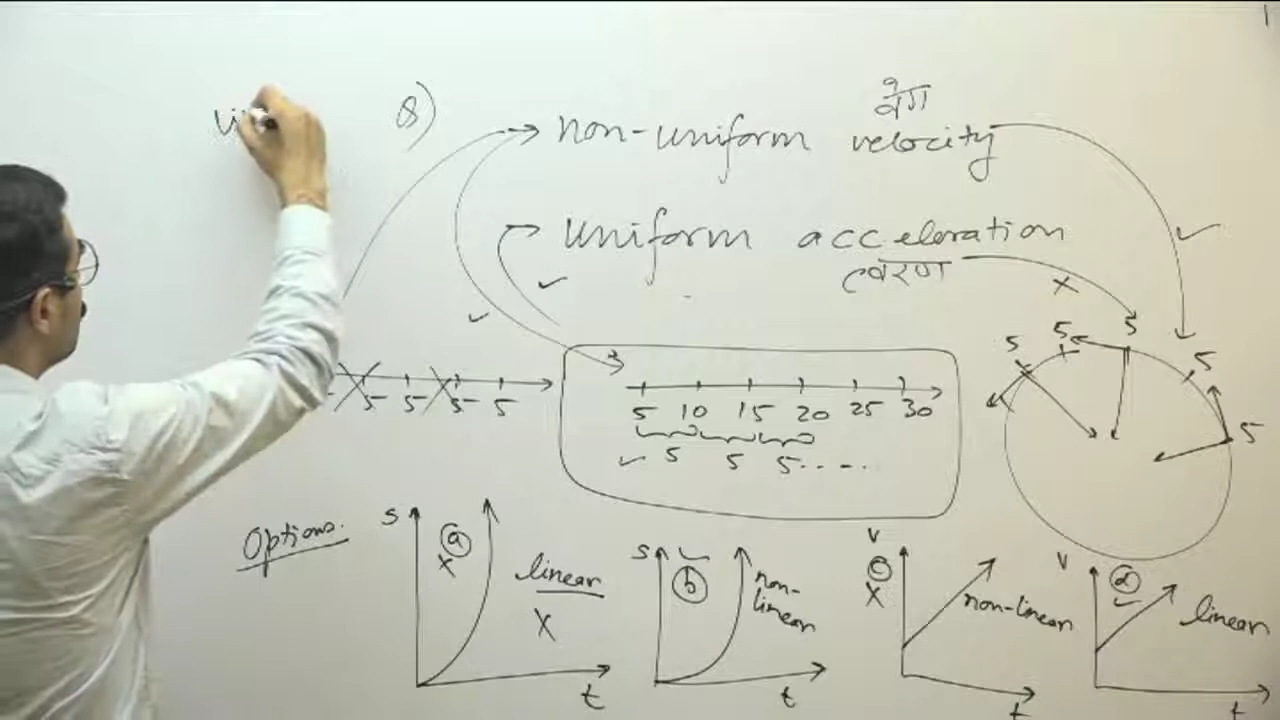 8)
वेग
non-uniform velocity
uniform acceleration
त्वरण
5 5 5 5 5
5 5 5 5
5 10 15 20 25 30
5 5 5.....
Options.
s ⓐ linear t
s ⓑ non-linear t
v ⓒ non-linear t
v ⓓ linear t